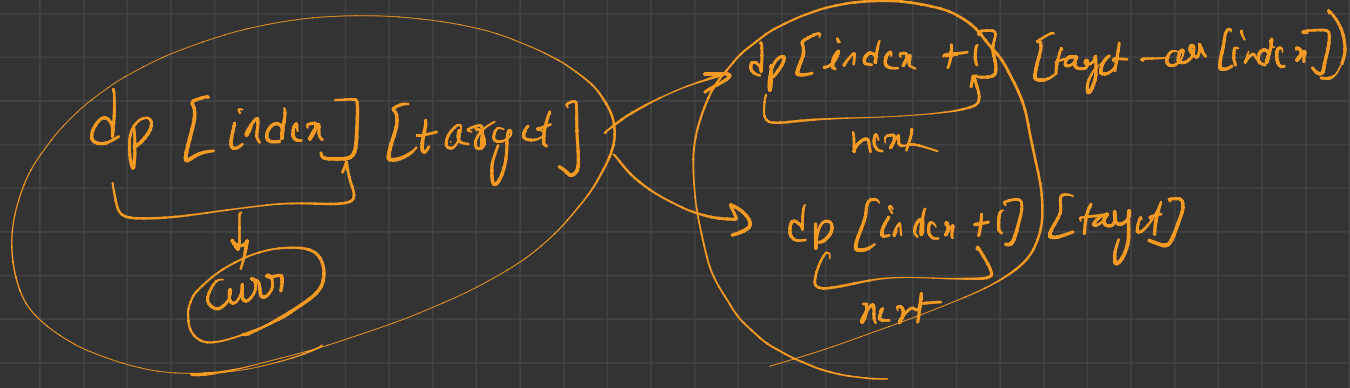 dp [index] [target]
curr
dp [index +1] [target - arr [index])
next
dp [index +1] [target]
next